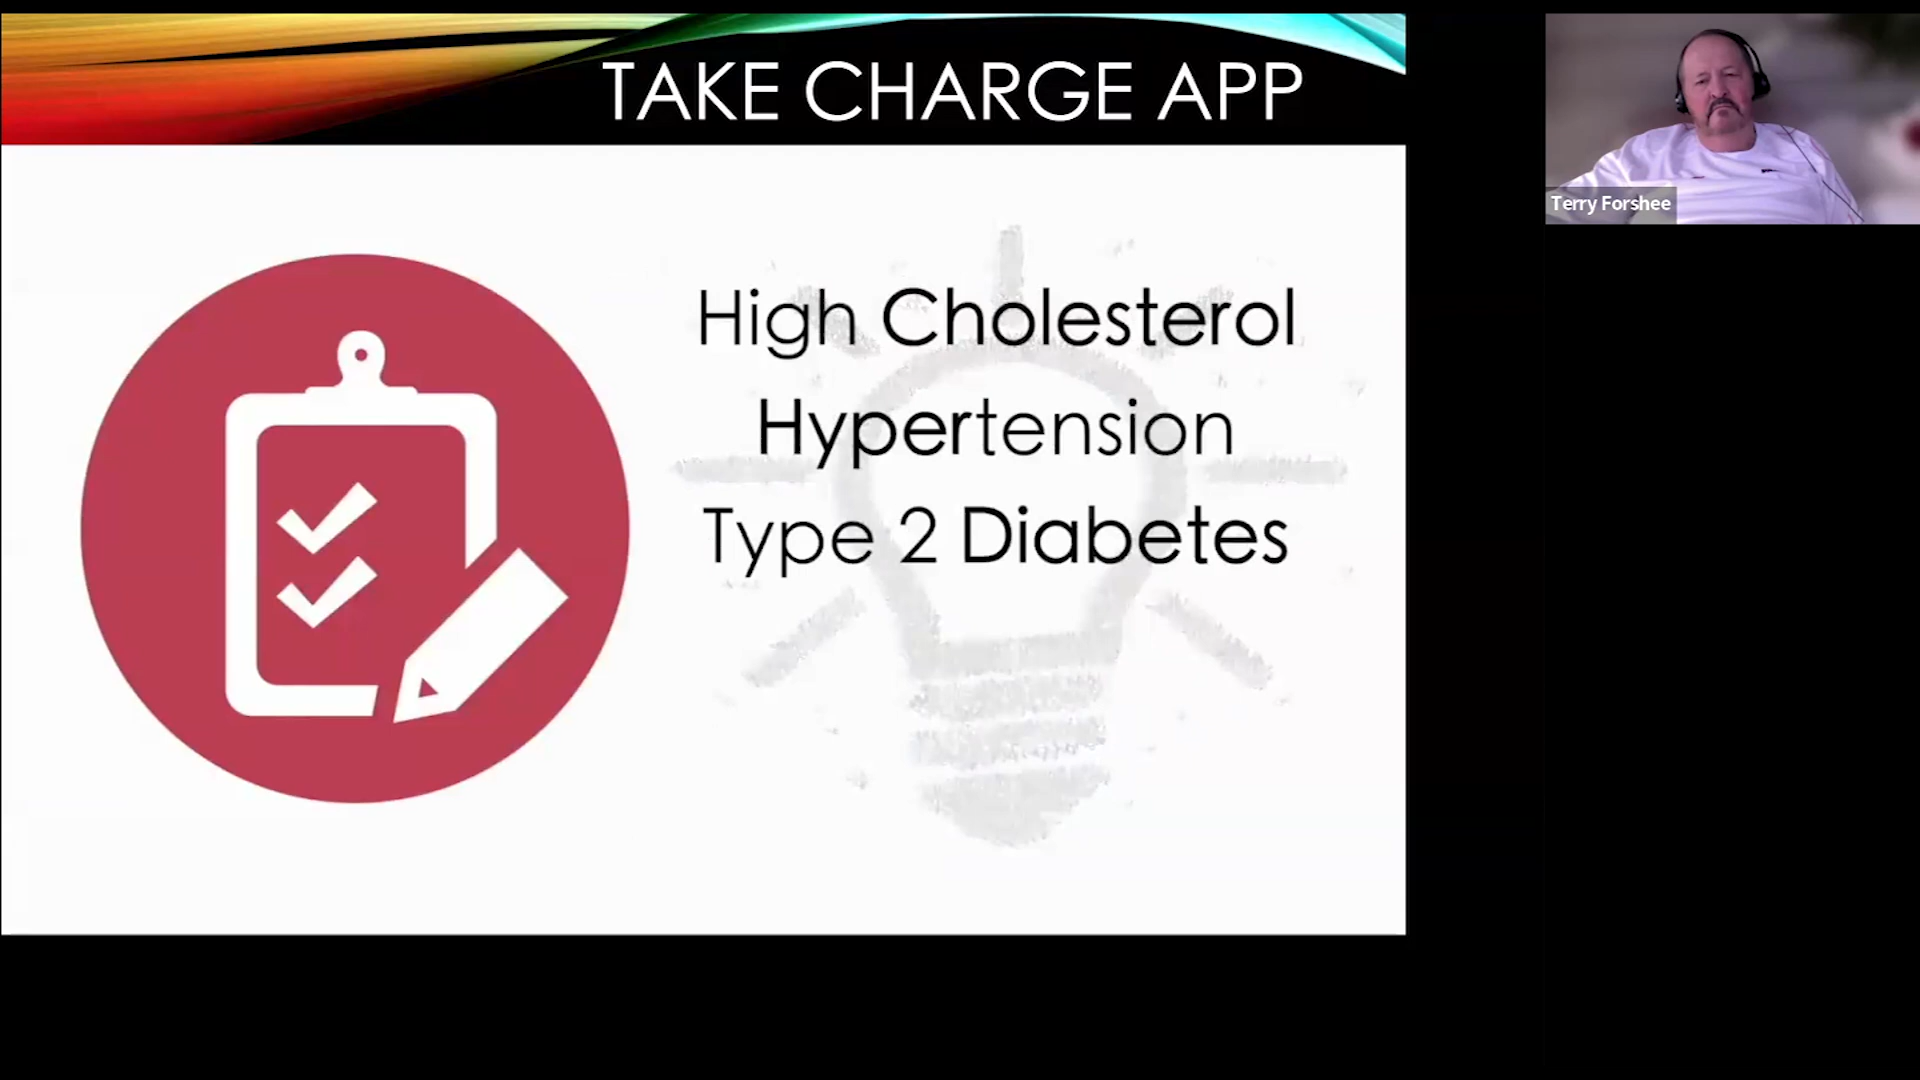 TAKE CHARGE APP
High Cholesterol
Hypertension
Type 2 Diabetes
Terry Forshee